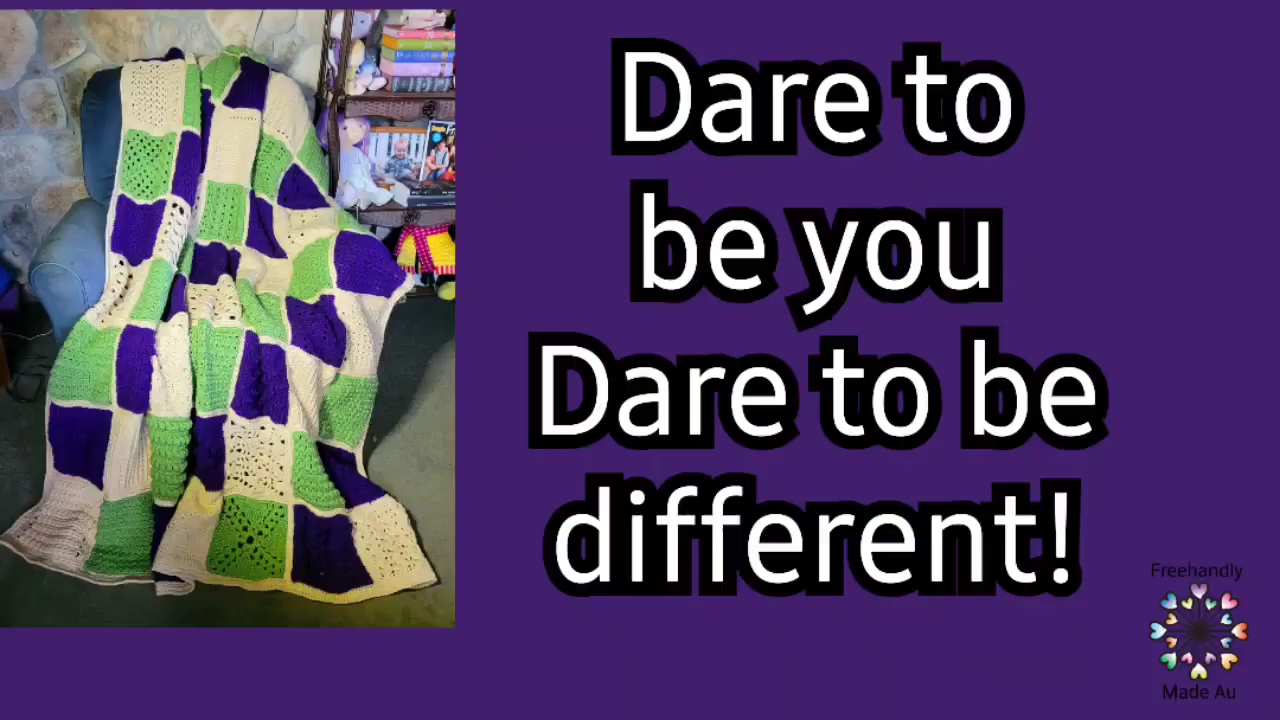 Dare to
be you
Dare to be
different!
Freehandly
Made Au